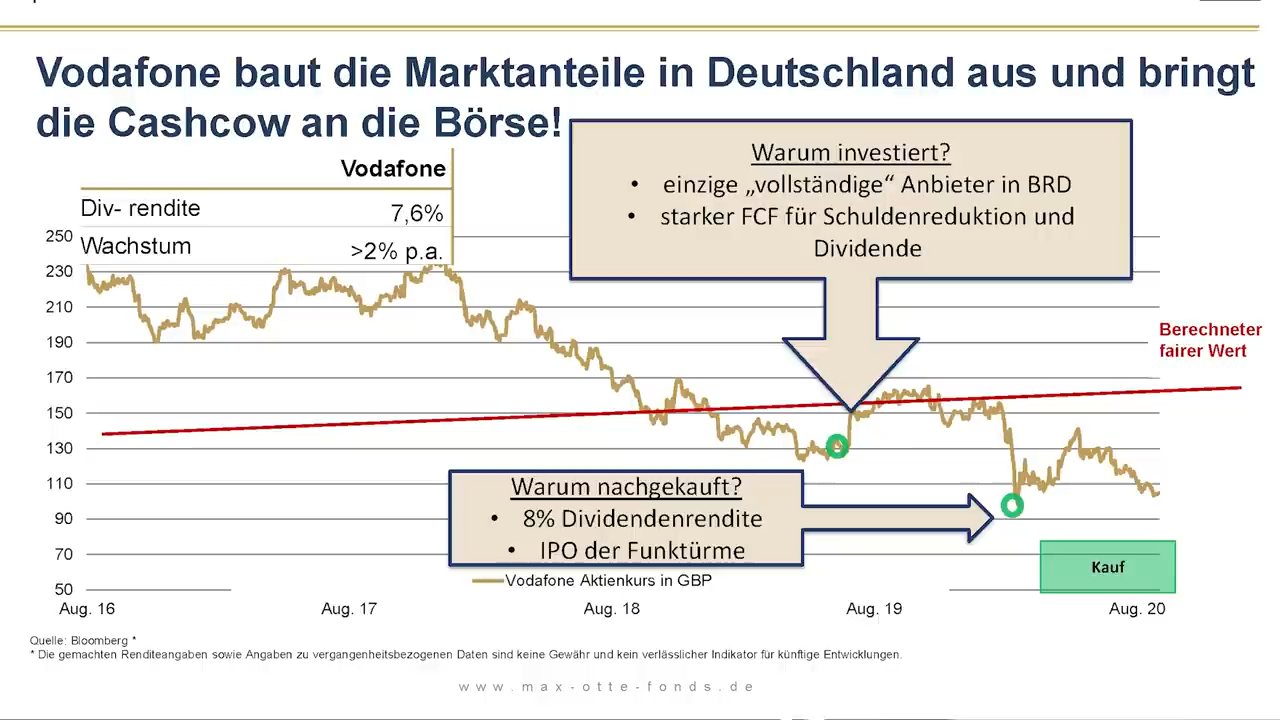 Vodafone baut die Marktanteile in Deutschland aus und bringt
die Cashcow an die Börse!
Vodafone
Div- rendite 7,6%
Wachstum >2% p.a.
Warum investiert?
• einzige „vollständige“ Anbieter in BRD
• starker FCF für Schuldenreduktion und
Dividende
250
230
210
190
170
150
130
110
90
70
50
Berechneter
fairer Wert
Warum nachgekauft?
• 8% Dividendenrendite
• IPO der Funktürme
Kauf
Vodafone Aktienkurs in GBP
Aug. 16 Aug. 17 Aug. 18 Aug. 19 Aug. 20
Quelle: Bloomberg *
* Die gemachten Renditeangaben sowie Angaben zu vergangenheitsbezogenen Daten sind keine Gewähr und kein verlässlicher Indikator für künftige Entwicklungen.
www.max-otte-fonds.de